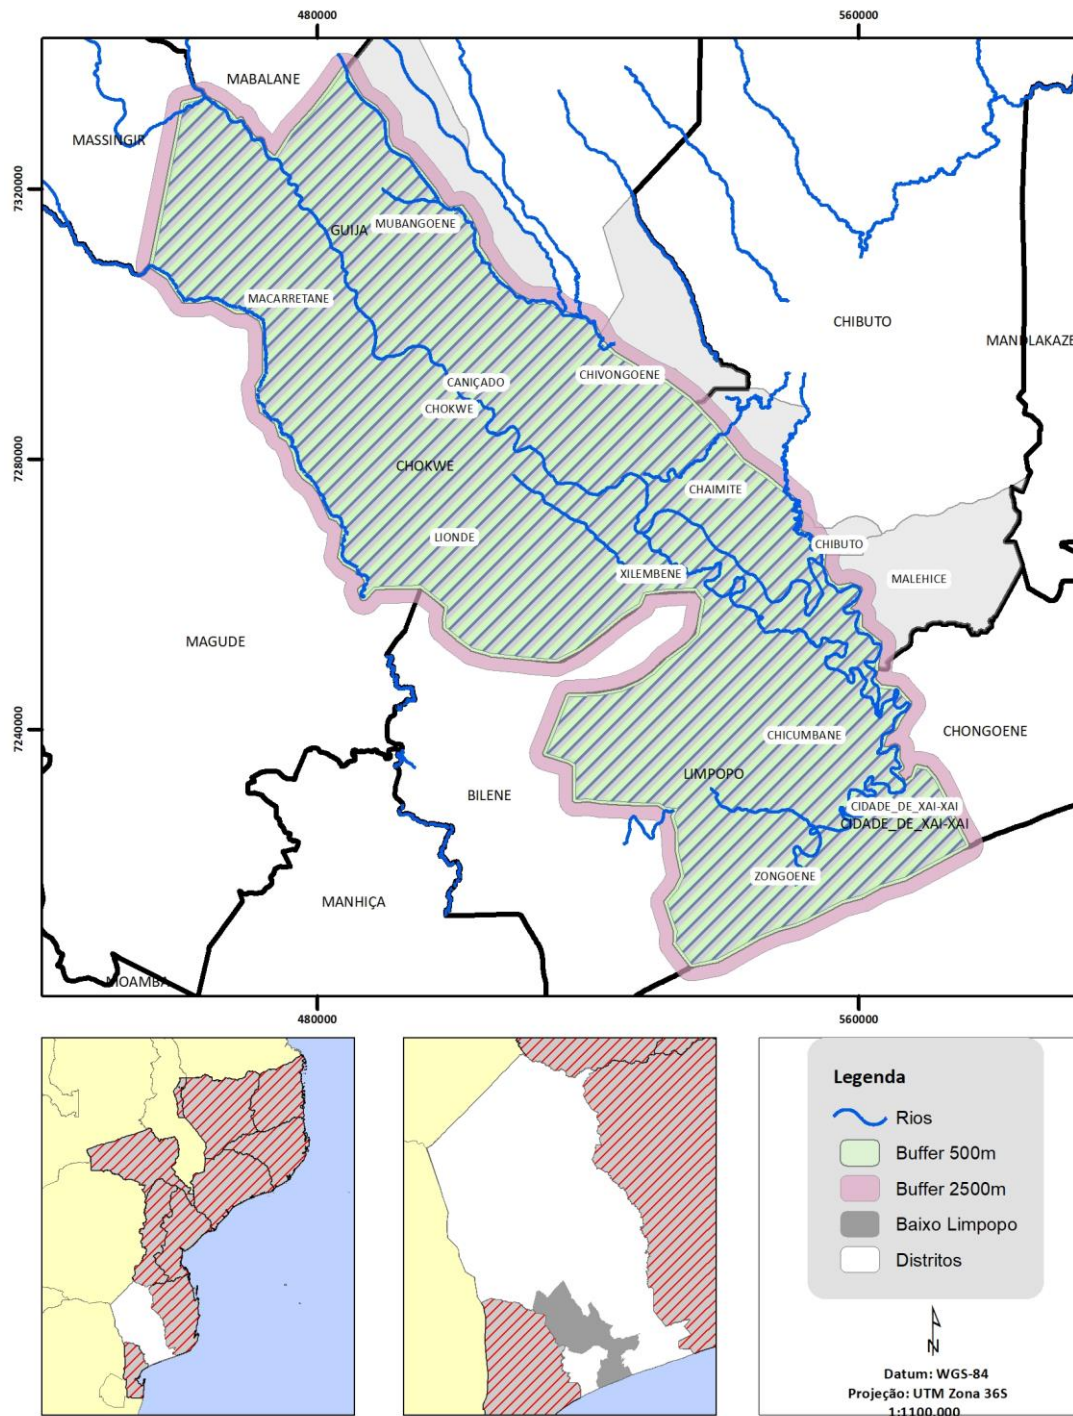 480000
560000
MABALANE
MASSINGIR
7320000
MUBANGOENE
GUIJA
MACARRETANE
CHIBUTO
MANDLAKAZE
CHIVONGOENE
CANIÇADO
CHOKWE
7280000
CHOKWE
CHAIMITE
LIONDE
CHIBUTO
XILEMBENE
MALEHICE
MAGUDE
7240000
CHICUMBANE
CHONGOENE
LIMPOPO
BILENE
CIDADE_DE_XAI-XAI
CIDADE_DE_XAI-XAI
ZONGOENE
MANHIÇA
MOAMBA
480000
560000
Legenda
Rios
Buffer 500m
Buffer 2500m
Baixo Limpopo
Distritos
N
Datum: WGS-84
Projeção: UTM Zona 36S
1:1100.000